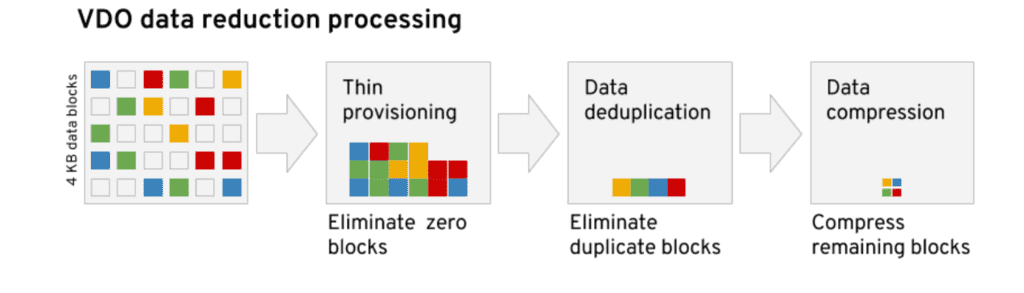 VDO data reduction processing
4 KB data blocks
Thin
provisioning
Eliminate zero
blocks
Data
deduplication
Eliminate
duplicate blocks
Data
compression
Compress
remaining blocks